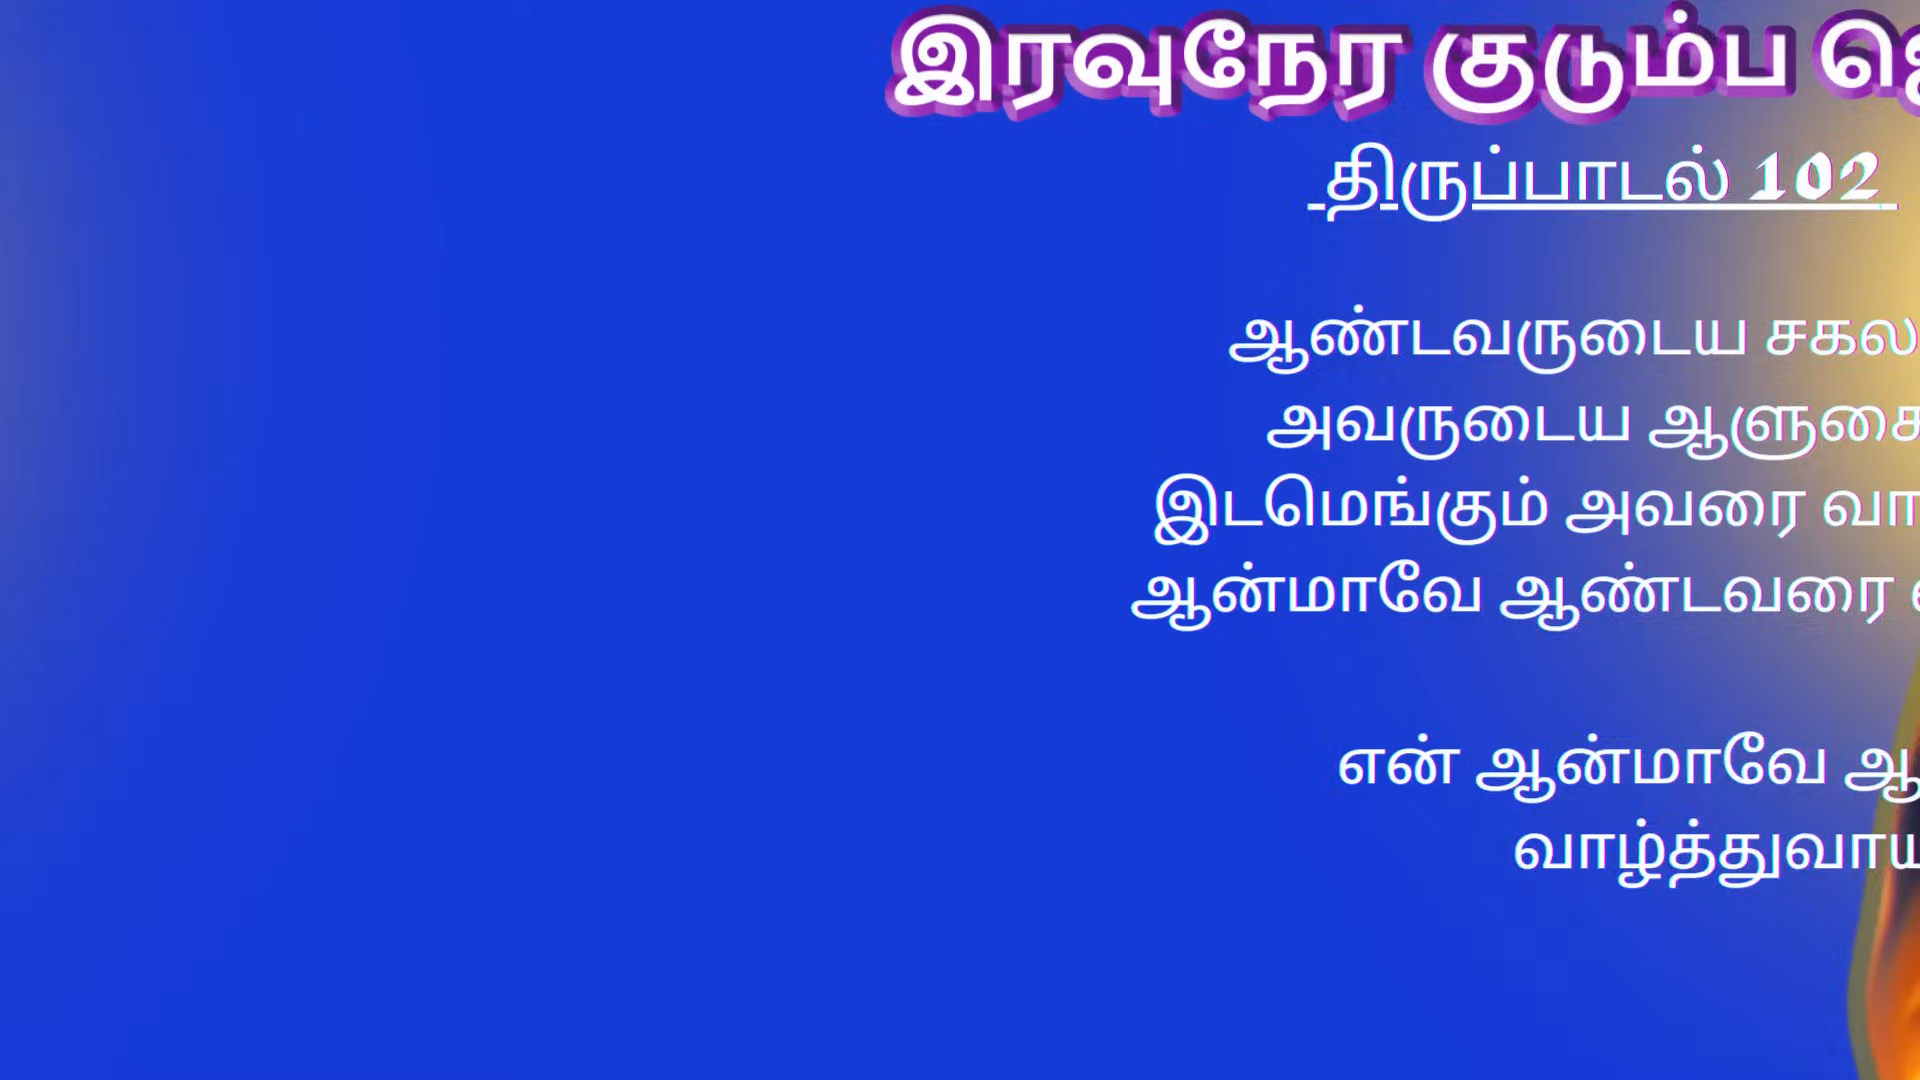 இரவுநேர குடும்ப
திருப்பாடல் 102
ஆண்டவருடைய சகல
அவருடைய ஆளுகை
இடமெங்கும் அவரை வா
ஆன்மாவே ஆண்டவரை
என் ஆன்மாவே ஆ
வாழ்த்துவாய